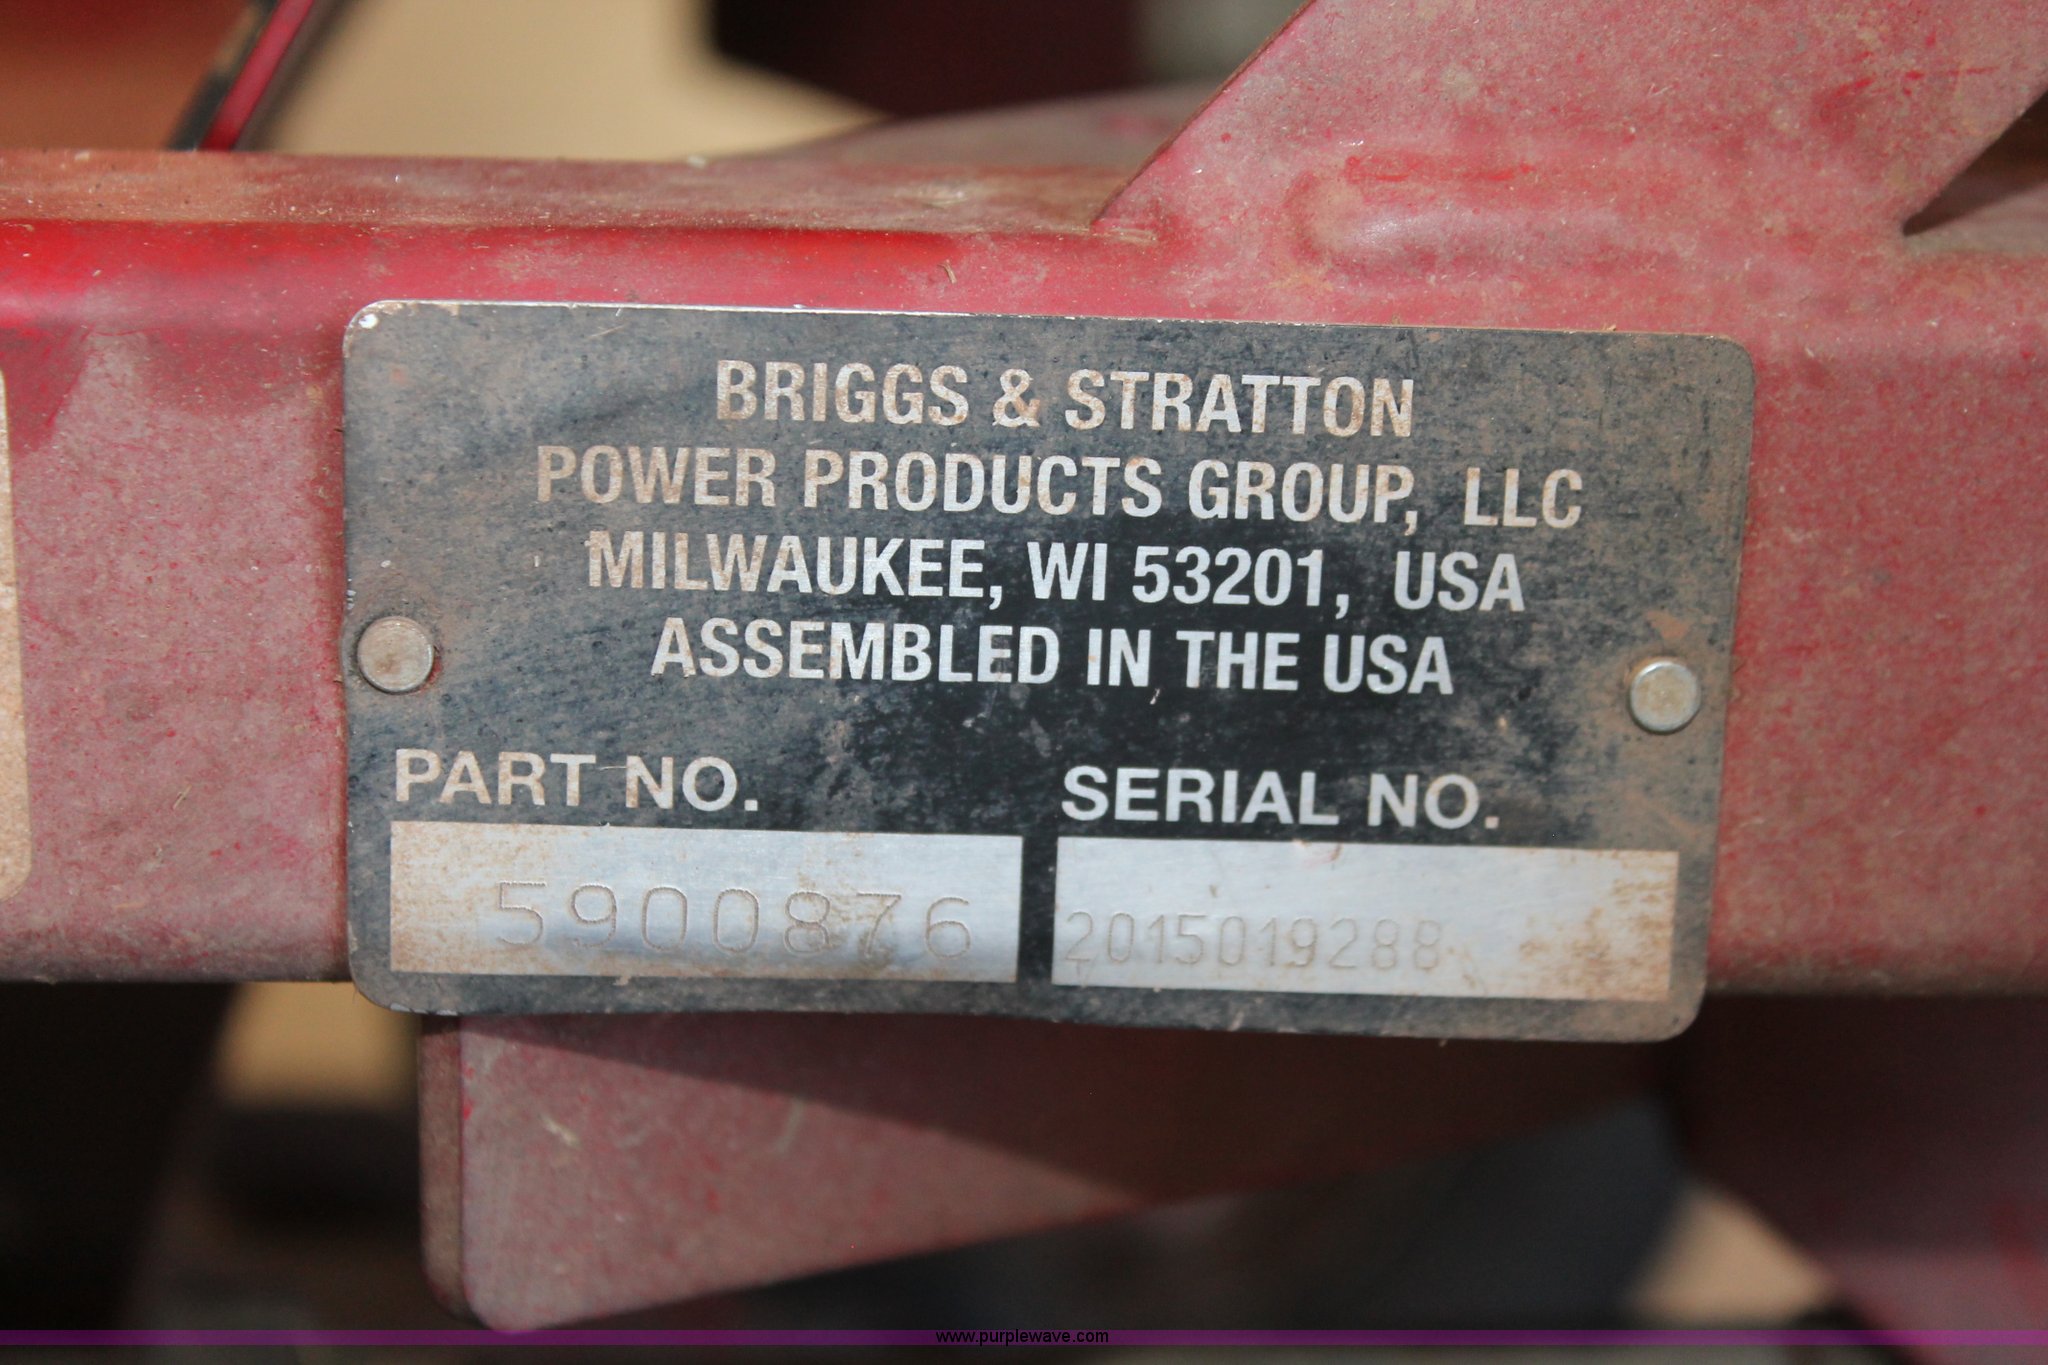 BRIGGS & STRATTON
POWER PRODUCTS GROUP, LLC
MILWAUKEE, WI 53201, USA
ASSEMBLED IN THE USA
PART NO. SERIAL NO.
5900876 2015019288
www.purplewave.com